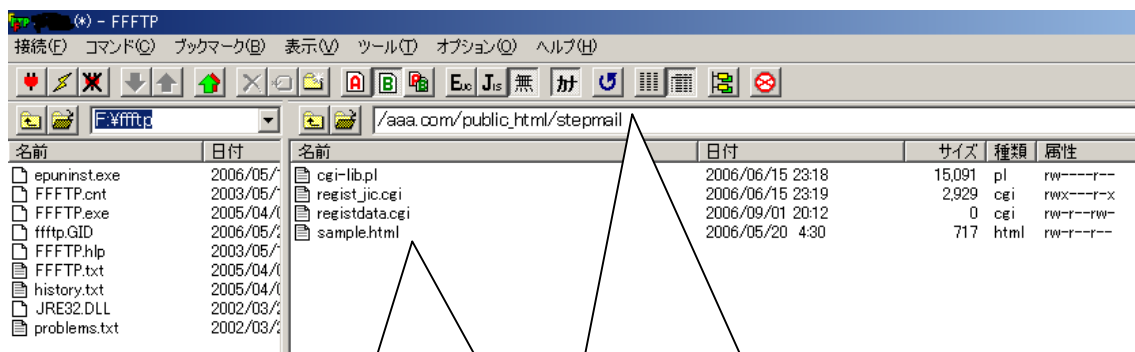 (*) - FFFTP
接続(F) コマンド(C) ブックマーク(B) 表示(V) ツール(T) オプション(O) ヘルプ(H)
A B Euc Jis 無 カナ
F:¥ffftp /aaa.com/public_html/stepmail
名前 日付 名前 日付 サイズ 種類 属性
epuninst.exe 2006/05/ cgi-lib.pl 2006/06/15 23:18 15,091 pl rw----r--
FFFTP.cnt 2003/05/ regist_jic.cgi 2006/06/15 23:19 2,929 cgi rwx---r-x
FFFTP.exe 2005/04/ registdata.cgi 2006/09/01 20:12 0 cgi rw-r--rw-
ffftp.GID 2006/05/ sample.html 2006/05/20 4:30 717 html rw-r--r--
FFFTP.hlp 2003/05/
FFFTP.txt 2005/04/
history.txt 2005/04/
JRE32.DLL 2002/03/
problems.txt 2002/03/